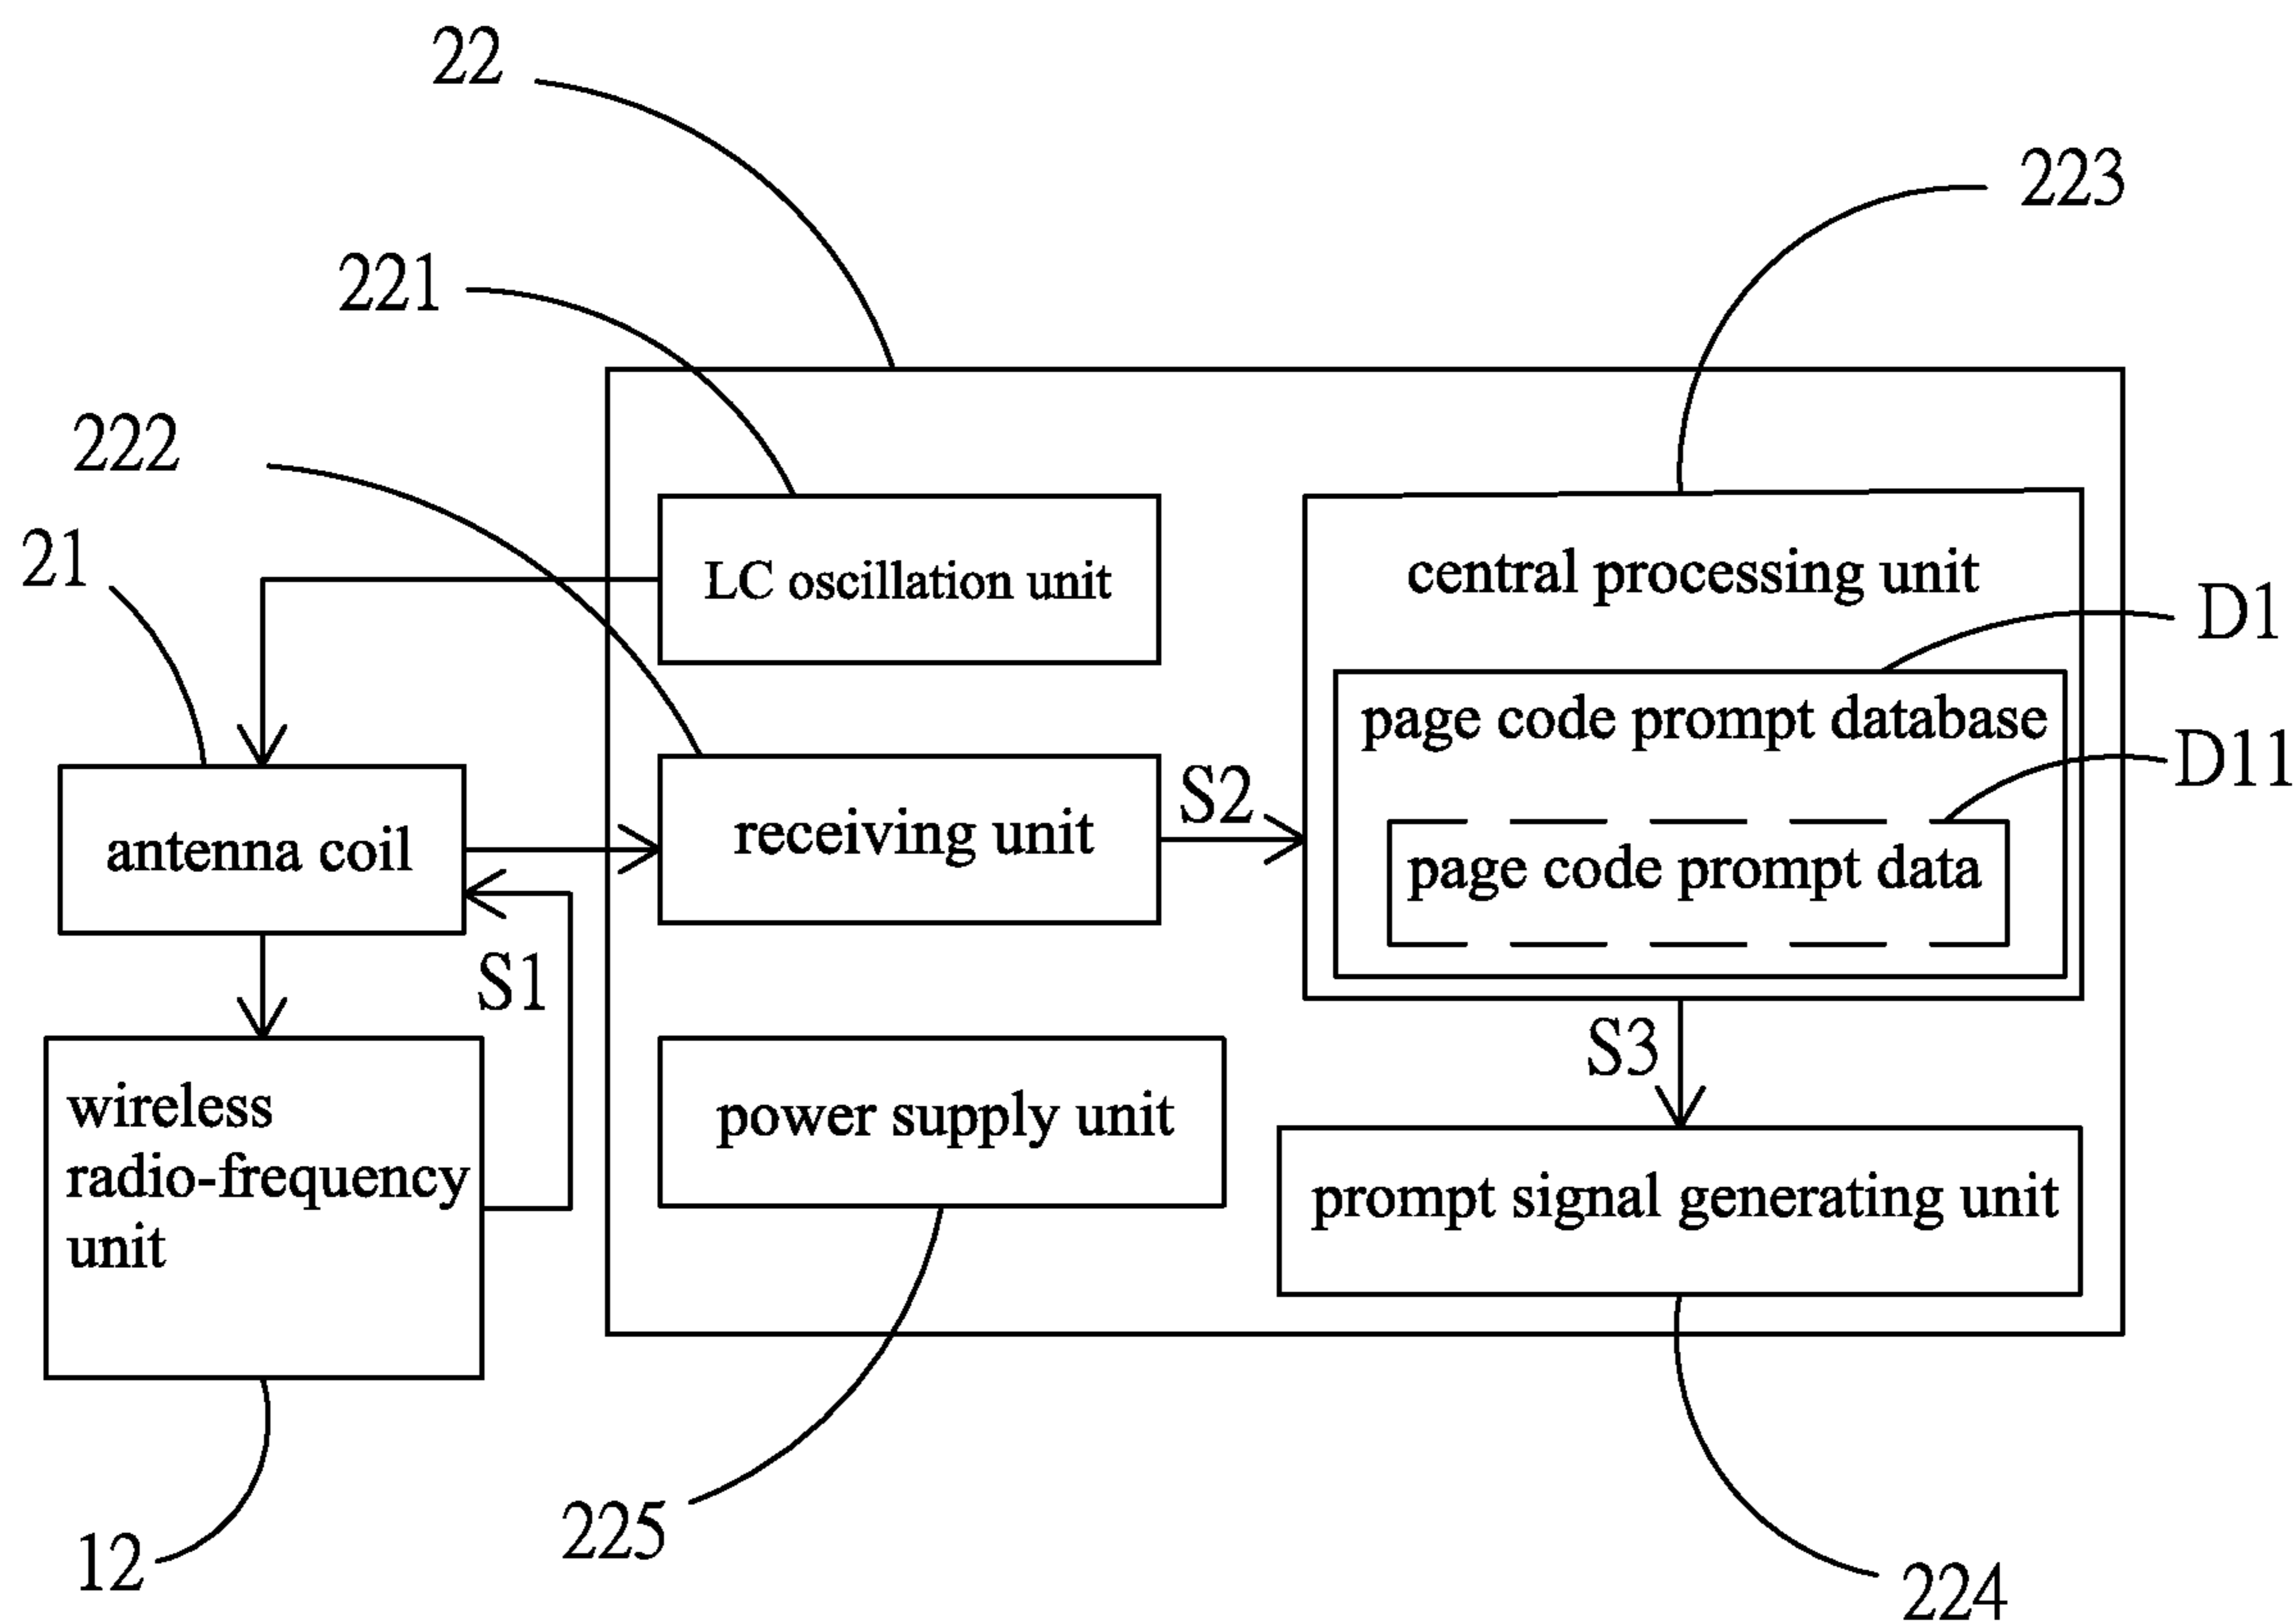 22
223
221
222
21
LC oscillation unit
central processing unit
D1
page code prompt database
D11
S2
antenna coil
receiving unit
page code prompt data
S1
S3
wireless
radio-frequency
unit
power supply unit
prompt signal generating unit
225
12
224